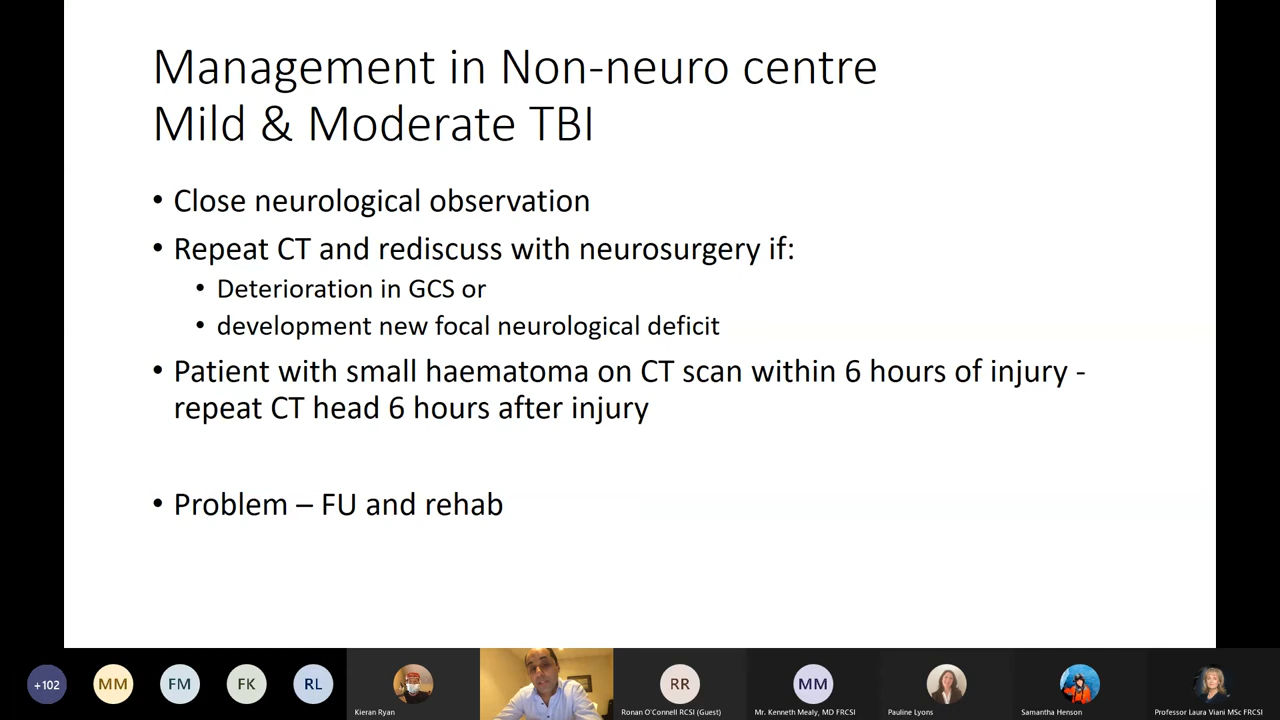 Management in Non-neuro centre
Mild & Moderate TBI
• Close neurological observation
• Repeat CT and rediscuss with neurosurgery if:
• Deterioration in GCS or
• development new focal neurological deficit
• Patient with small haematoma on CT scan within 6 hours of injury -
repeat CT head 6 hours after injury
• Problem – FU and rehab
+102
MM
FM
FK
RL
RR
MM
Kieran Ryan
Ronan O'Connell RCSI (Guest)
Mr. Kenneth Mealy, MD FRCSI
Pauline Lyons
Samantha Henson
Professor Laura Viani MSc FRCSI